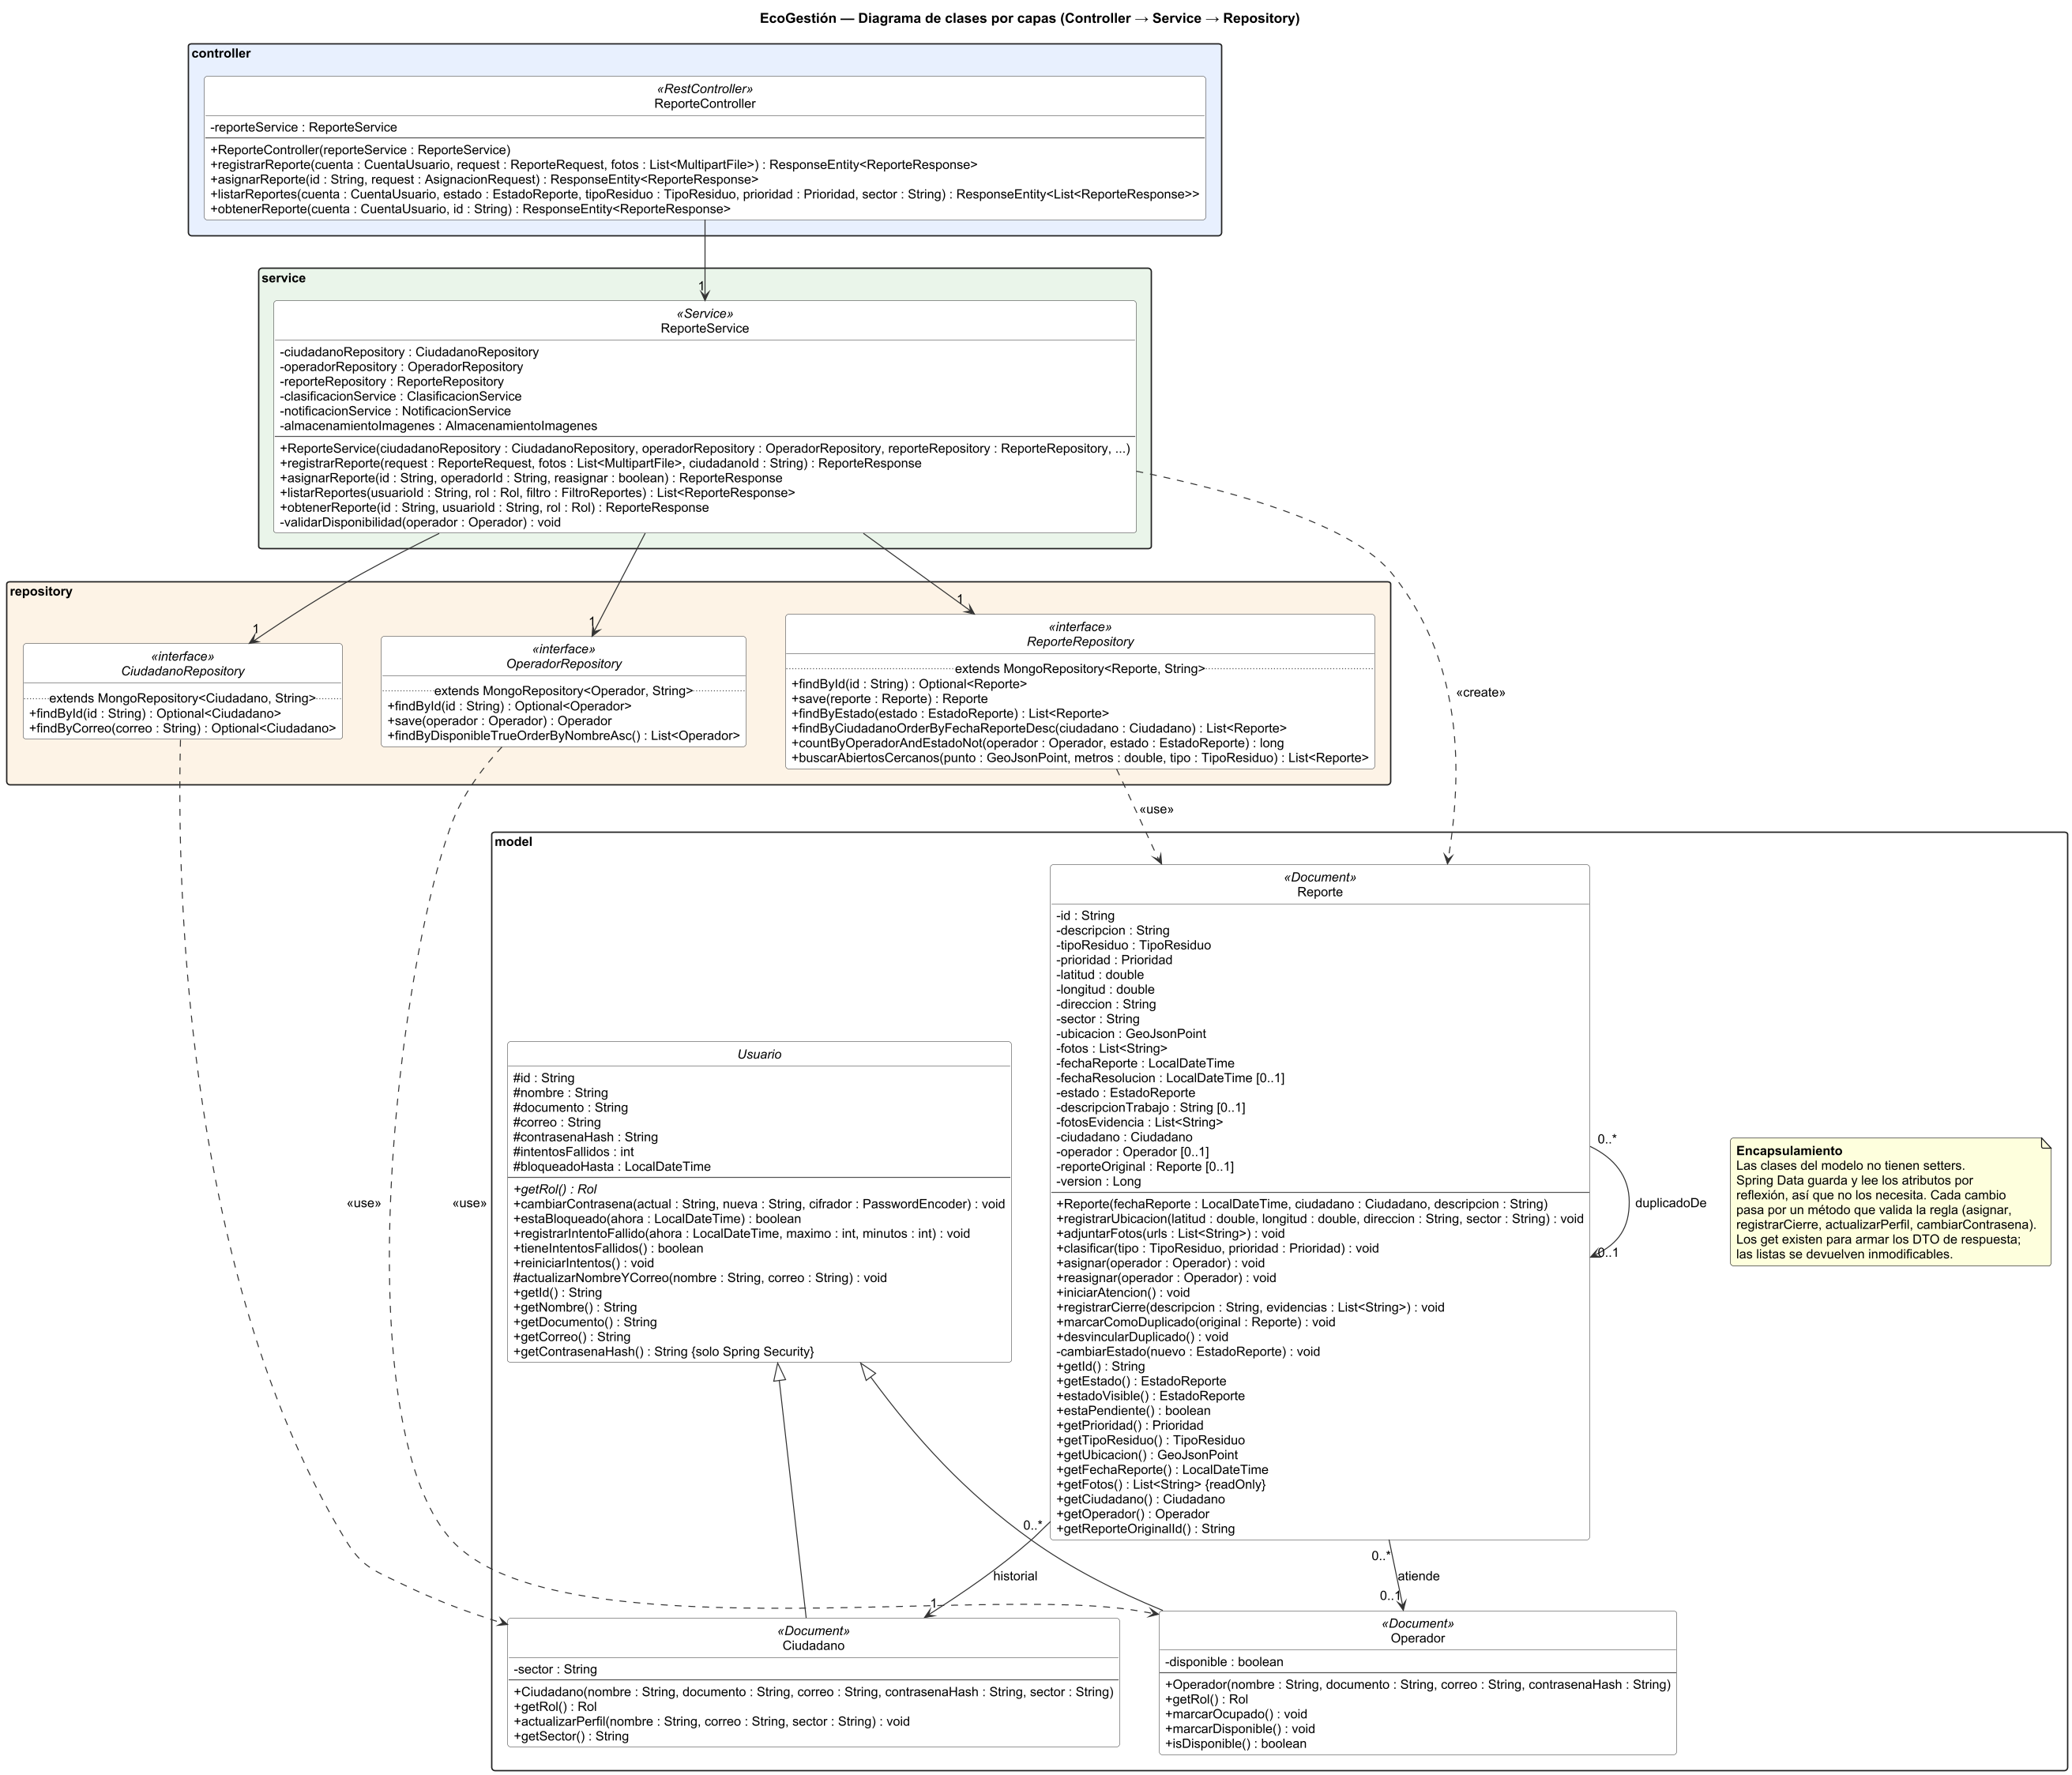 EcoGestión — Diagrama de clases por capas (Controller → Service → Repository)
controller
«RestController»
ReporteController
-reporteService : ReporteService
+ReporteController(reporteService : ReporteService)
+registrarReporte(cuenta : CuentaUsuario, request : ReporteRequest, fotos : List<MultipartFile>) : ResponseEntity<ReporteResponse>
+asignarReporte(id : String, request : AsignacionRequest) : ResponseEntity<ReporteResponse>
+listarReportes(cuenta : CuentaUsuario, estado : EstadoReporte, tipoResiduo : TipoResiduo, prioridad : Prioridad, sector : String) : ResponseEntity<List<ReporteResponse>>
+obtenerReporte(cuenta : CuentaUsuario, id : String) : ResponseEntity<ReporteResponse>
1
service
«Service»
ReporteService
-ciudadanoRepository : CiudadanoRepository
-operadorRepository : OperadorRepository
-reporteRepository : ReporteRepository
-clasificacionService : ClasificacionService
-notificacionService : NotificacionService
-almacenamientoImagenes : AlmacenamientoImagenes
+ReporteService(ciudadanoRepository : CiudadanoRepository, operadorRepository : OperadorRepository, reporteRepository : ReporteRepository, ...)
+registrarReporte(request : ReporteRequest, fotos : List<MultipartFile>, ciudadanoId : String) : ReporteResponse
+asignarReporte(id : String, operadorId : String, reasignar : boolean) : ReporteResponse
+listarReportes(usuarioId : String, rol : Rol, filtro : FiltroReportes) : List<ReporteResponse>
+obtenerReporte(id : String, usuarioId : String, rol : Rol) : ReporteResponse
-validarDisponibilidad(operador : Operador) : void
repository
1
1
1
«interface»
CiudadanoRepository
extends MongoRepository<Ciudadano, String>
+findById(id : String) : Optional<Ciudadano>
+findByCorreo(correo : String) : Optional<Ciudadano>
«interface»
OperadorRepository
extends MongoRepository<Operador, String>
+findById(id : String) : Optional<Operador>
+save(operador : Operador) : Operador
+findByDisponibleTrueOrderByNombreAsc() : List<Operador>
«interface»
ReporteRepository
extends MongoRepository<Reporte, String>
+findById(id : String) : Optional<Reporte>
+save(reporte : Reporte) : Reporte
+findByEstado(estado : EstadoReporte) : List<Reporte>
+findByCiudadanoOrderByFechaReporteDesc(ciudadano : Ciudadano) : List<Reporte>
+countByOperadorAndEstadoNot(operador : Operador, estado : EstadoReporte) : long
+buscarAbiertosCercanos(punto : GeoJsonPoint, metros : double, tipo : TipoResiduo) : List<Reporte>
«create»
«use»
model
«Document»
Reporte
-id : String
-descripcion : String
-tipoResiduo : TipoResiduo
-prioridad : Prioridad
-latitud : double
-longitud : double
-direccion : String
-sector : String
-ubicacion : GeoJsonPoint
-fotos : List<String>
-fechaReporte : LocalDateTime
-fechaResolucion : LocalDateTime [0..1]
-estado : EstadoReporte
-descripcionTrabajo : String [0..1]
-fotosEvidencia : List<String>
-ciudadano : Ciudadano
-operador : Operador [0..1]
-reporteOriginal : Reporte [0..1]
-version : Long
+Reporte(fechaReporte : LocalDateTime, ciudadano : Ciudadano, descripcion : String)
+registrarUbicacion(latitud : double, longitud : double, direccion : String, sector : String) : void
+adjuntarFotos(urls : List<String>) : void
+clasificar(tipo : TipoResiduo, prioridad : Prioridad) : void
+asignar(operador : Operador) : void
+reasignar(operador : Operador) : void
+iniciarAtencion() : void
+registrarCierre(descripcion : String, evidencias : List<String>) : void
+marcarComoDuplicado(original : Reporte) : void
+desvincularDuplicado() : void
-cambiarEstado(nuevo : EstadoReporte) : void
+getId() : String
+getEstado() : EstadoReporte
+estadoVisible() : EstadoReporte
+estaPendiente() : boolean
+getPrioridad() : Prioridad
+getTipoResiduo() : TipoResiduo
+getUbicacion() : GeoJsonPoint
+getFechaReporte() : LocalDateTime
+getFotos() : List<String> {readOnly}
+getCiudadano() : Ciudadano
+getOperador() : Operador
+getReporteOriginalId() : String
0..*
duplicadoDe
0..1
Encapsulamiento
Las clases del modelo no tienen setters.
Spring Data guarda y lee los atributos por
reflexión, así que no los necesita. Cada cambio
pasa por un método que valida la regla (asignar,
registrarCierre, actualizarPerfil, cambiarContrasena).
Los get existen para armar los DTO de respuesta;
las listas se devuelven inmodificables.
Usuario
#id : String
#nombre : String
#documento : String
#correo : String
#contrasenaHash : String
#intentosFallidos : int
#bloqueadoHasta : LocalDateTime
+getRol() : Rol
+cambiarContrasena(actual : String, nueva : String, cifrador : PasswordEncoder) : void
+estaBloqueado(ahora : LocalDateTime) : boolean
+registrarIntentoFallido(ahora : LocalDateTime, maximo : int, minutos : int) : void
+tieneIntentosFallidos() : boolean
+reiniciarIntentos() : void
#actualizarNombreYCorreo(nombre : String, correo : String) : void
+getId() : String
+getNombre() : String
+getDocumento() : String
+getCorreo() : String
+getContrasenaHash() : String {solo Spring Security}
«use»
«use»
0..*
historial
1
0..*
atiende
0..1
«Document»
Ciudadano
-sector : String
+Ciudadano(nombre : String, documento : String, correo : String, contrasenaHash : String, sector : String)
+getRol() : Rol
+actualizarPerfil(nombre : String, correo : String, sector : String) : void
+getSector() : String
«Document»
Operador
-disponible : boolean
+Operador(nombre : String, documento : String, correo : String, contrasenaHash : String)
+getRol() : Rol
+marcarOcupado() : void
+marcarDisponible() : void
+isDisponible() : boolean